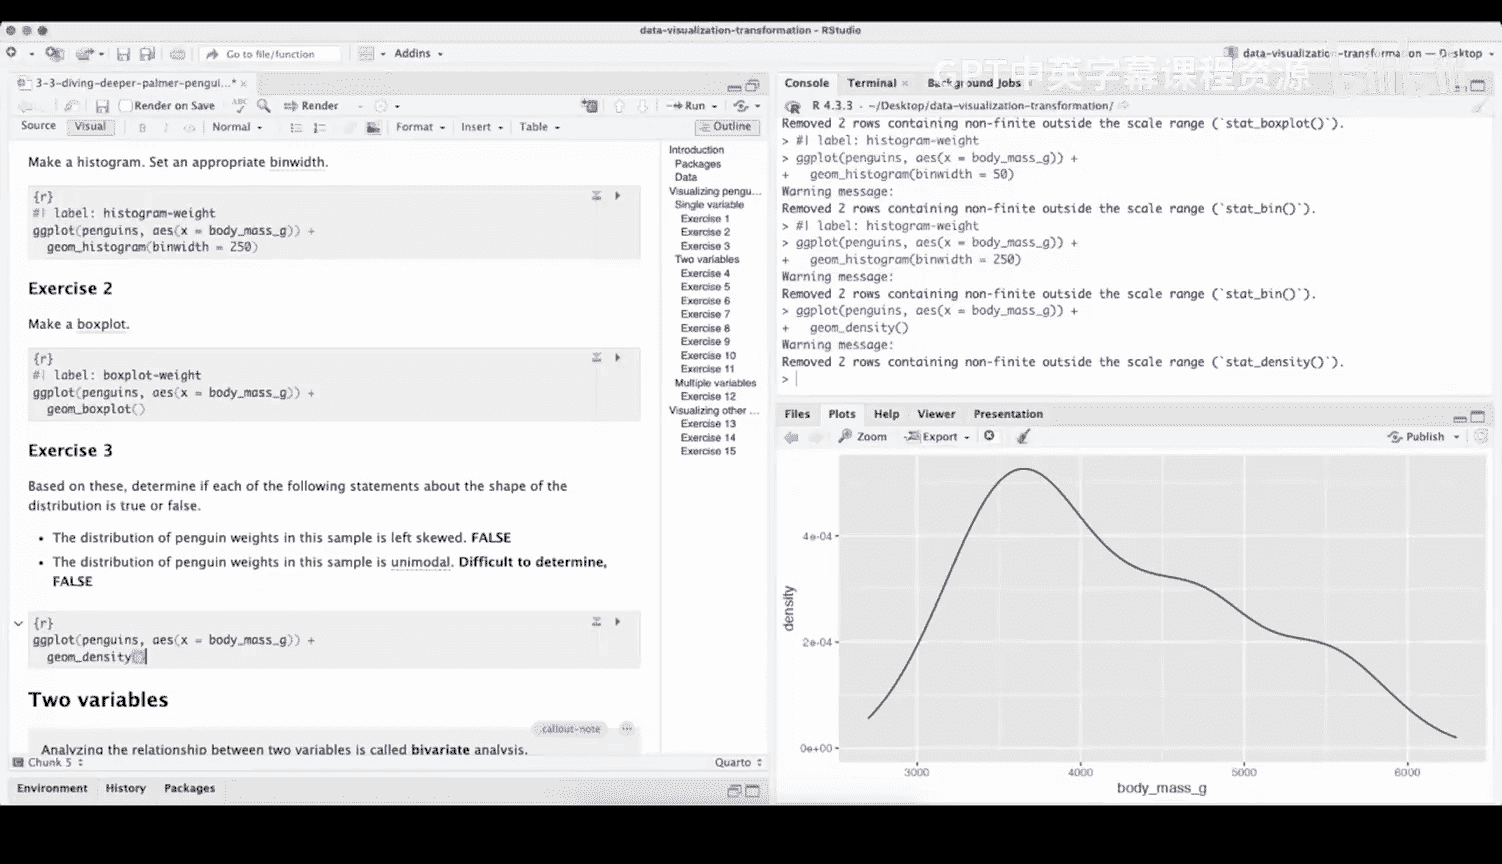 data-visualization-transformation - RStudio
Go to file/function
Addins
data-visualization-transformation — Desktop
GPT中英字幕课程资源
3-3-diving-deeper-palmer-pengui...* ×
Render on Save
ABC
Render
Run
Source
Visual
B
I
</>
Normal
Format
Insert
Table
Outline
Make a histogram. Set an appropriate binwidth.
{r}
#| label: histogram-weight
ggplot(penguins, aes(x = body_mass_g)) +
geom_histogram(binwidth = 250)
Exercise 2
Make a boxplot.
{r}
#| label: boxplot-weight
ggplot(penguins, aes(x = body_mass_g)) +
geom_boxplot()
Exercise 3
Based on these, determine if each of the following statements about the shape of the
distribution is true or false.
• The distribution of penguin weights in this sample is left skewed. FALSE
• The distribution of penguin weights in this sample is unimodal. Difficult to determine,
FALSE
{r}
ggplot(penguins, aes(x = body_mass_g)) +
geom_density()
Two variables
.callout-note
Analyzing the relationship between two variables is called bivariate analysis.
Chunk 5
Quarto
Environment
History
Packages
Introduction
Packages
Data
Visualizing pengu...
Single variable
Exercise 1
Exercise 2
Exercise 3
Two variables
Exercise 4
Exercise 5
Exercise 6
Exercise 7
Exercise 8
Exercise 9
Exercise 10
Exercise 11
Multiple variables
Exercise 12
Visualizing other ...
Exercise 13
Exercise 14
Exercise 15
Console
Terminal ×
Background Jobs
R 4.3.3 · ~/Desktop/data-visualization-transformation/
Removed 2 rows containing non-finite outside the scale range (`stat_boxplot()`).
> #| label: histogram-weight
> ggplot(penguins, aes(x = body_mass_g)) +
+ geom_histogram(binwidth = 50)
Warning message:
Removed 2 rows containing non-finite outside the scale range (`stat_bin()`).
> #| label: histogram-weight
> ggplot(penguins, aes(x = body_mass_g)) +
+ geom_histogram(binwidth = 250)
Warning message:
Removed 2 rows containing non-finite outside the scale range (`stat_bin()`).
> ggplot(penguins, aes(x = body_mass_g)) +
+ geom_density()
Warning message:
Removed 2 rows containing non-finite outside the scale range (`stat_density()`).
>
Files
Plots
Help
Viewer
Presentation
Zoom
Export
Publish
density
4e-04
2e-04
0e+00
3000
4000
5000
6000
body_mass_g